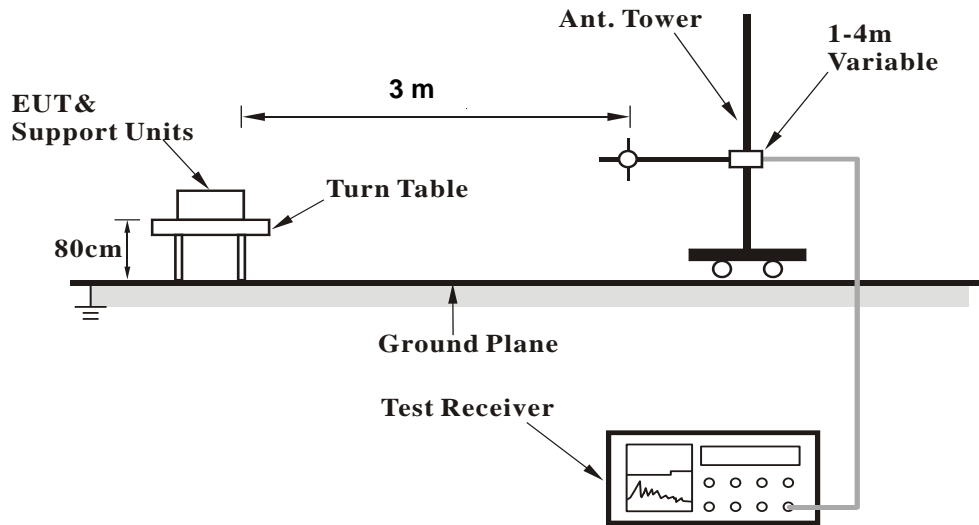 Ant. Tower
1-4m
Variable
3 m
EUT&
Support Units
Turn Table
80cm
Ground Plane
Test Receiver